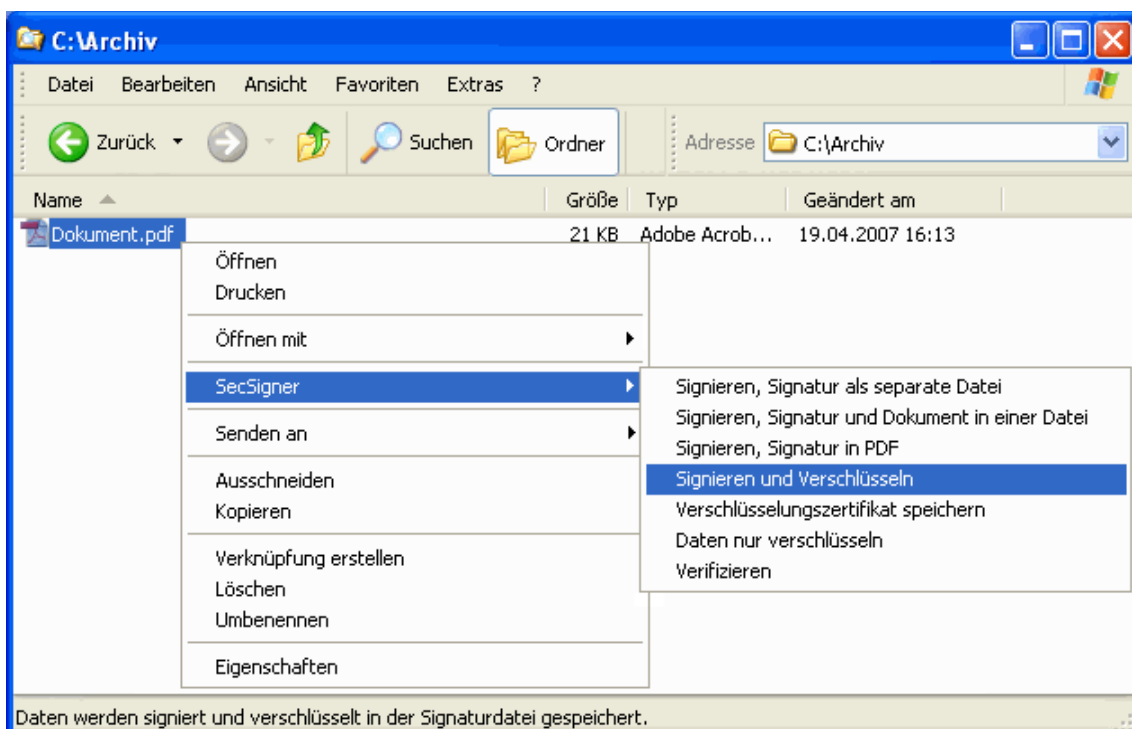 C:\Archiv
Datei Bearbeiten Ansicht Favoriten Extras ?
Zurück Suchen Ordner Adresse C:\Archiv
Name Größe Typ Geändert am
Dokument.pdf 21 KB Adobe Acrob... 19.04.2007 16:13
Öffnen
Drucken
Öffnen mit
SecSigner
Senden an
Ausschneiden
Kopieren
Verknüpfung erstellen
Löschen
Umbenennen
Eigenschaften
Signieren, Signatur als separate Datei
Signieren, Signatur und Dokument in einer Datei
Signieren, Signatur in PDF
Signieren und Verschlüsseln
Verschlüsselungszertifikat speichern
Daten nur verschlüsseln
Verifizieren
Daten werden signiert und verschlüsselt in der Signaturdatei gespeichert.